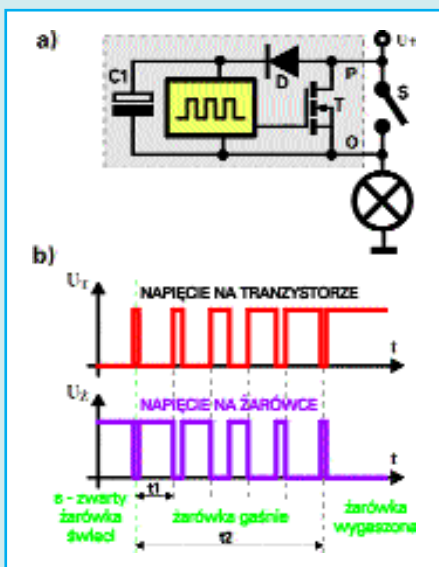 a)
U+
C1
D
P
S
T
O
b)
UT
NAPIĘCIE NA TRANZYSTORZE
t
UŻ
NAPIĘCIE NA ŻARÓWCE
t
t1
s - zwarty
żarówka
świeci
żarówka gaśnie
t2
żarówka
wygaszona